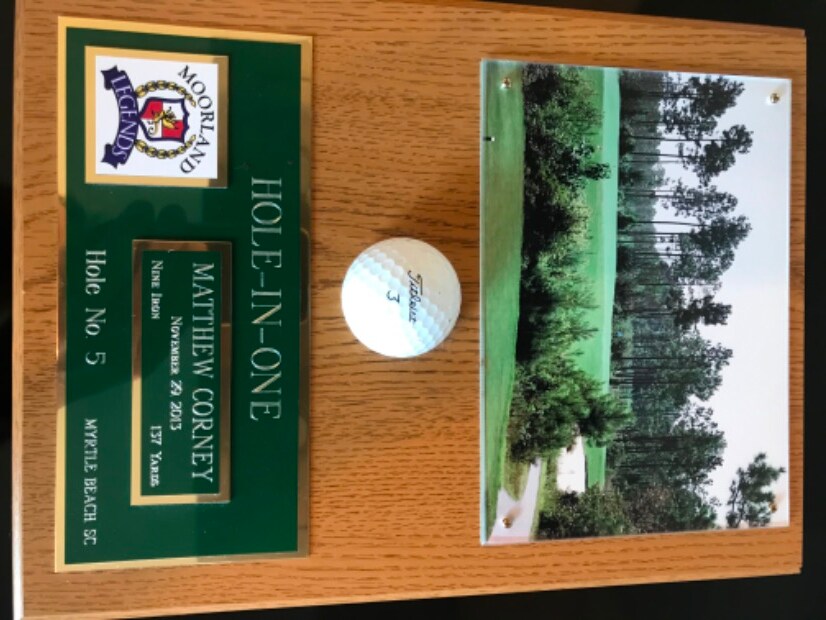 Titleist
3
HOLE-IN-ONE
MOORLAND
LEGENDS
MATTHEW CORNEY
NOVEMBER 29 2013
NINE IRON 137 YARDS
Hole No. 5 MYRTLE BEACH SC